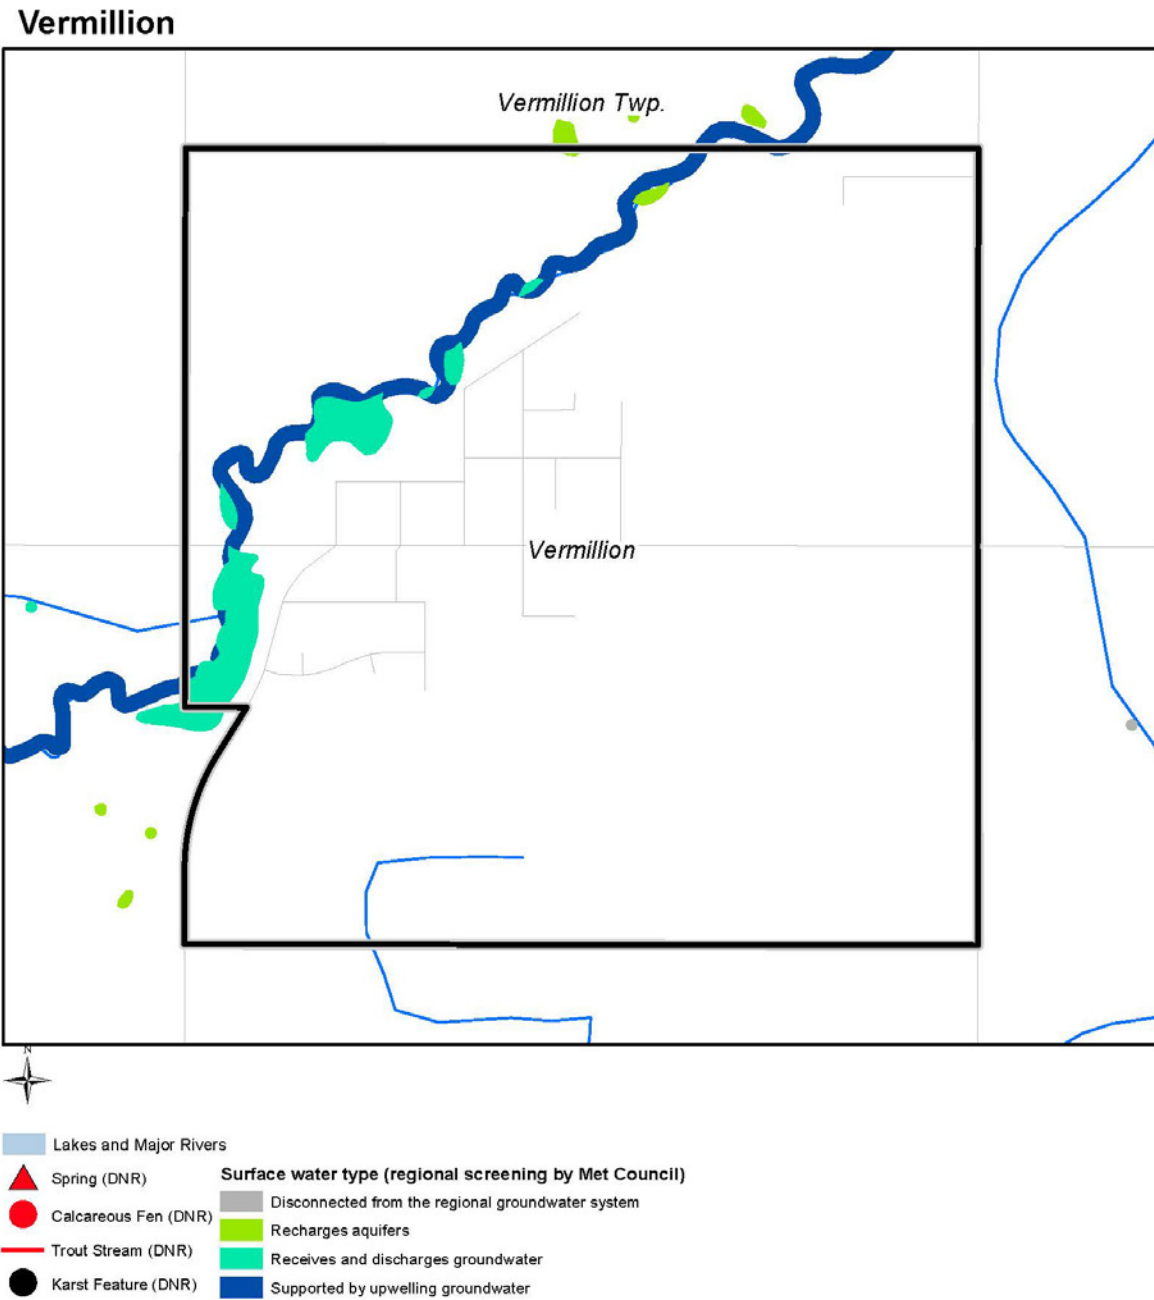 Vermillion
Vermillion Twp.
Vermillion
N
Lakes and Major Rivers
Spring (DNR)
Calcareous Fen (DNR)
Trout Stream (DNR)
Karst Feature (DNR)
Surface water type (regional screening by Met Council)
Disconnected from the regional groundwater system
Recharges aquifers
Receives and discharges groundwater
Supported by upwelling groundwater